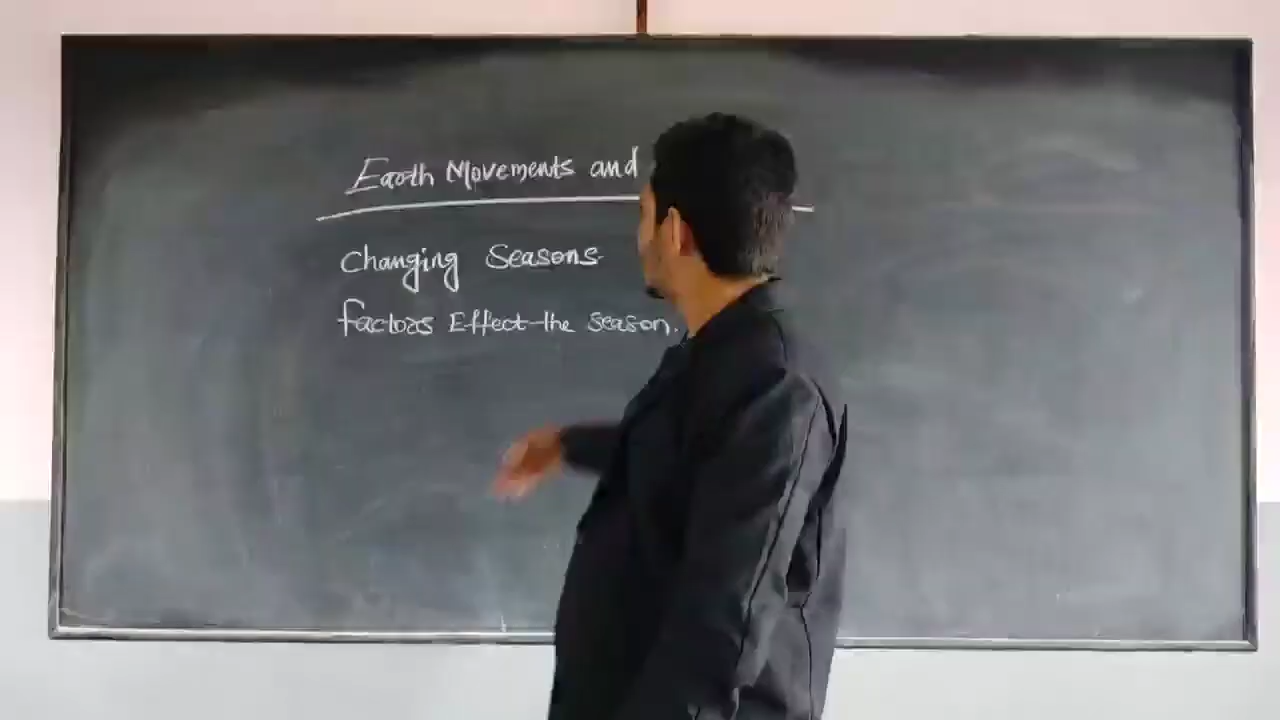 Earth Movements and
Changing Seasons.
factors Effect the season.